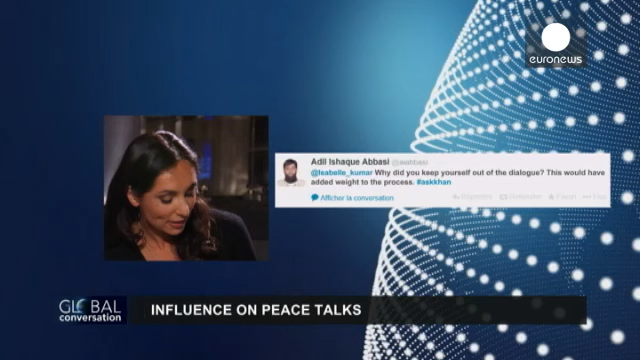 euronews
Adil Ishaque Abbasi
@Isabelle_kumar Why did you keep yourself out of the dialogue? This would have
added weight to the process. #askkhan
Afficher la conversation
GLOBAL
conversation
INFLUENCE ON PEACE TALKS